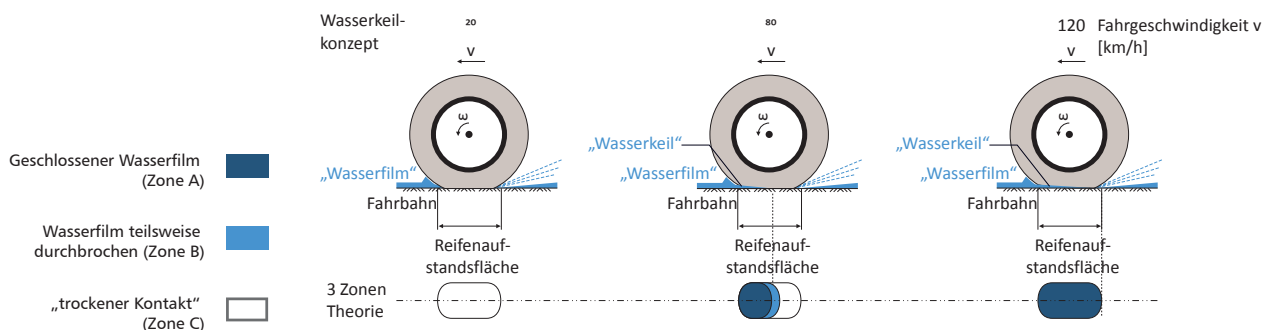 Wasserkeil-
konzept
20
80
120 Fahrgeschwindigkeit v
[km/h]
v
v
v
ω
ω
ω
„Wasserkeil“
„Wasserkeil“
„Wasserfilm“
„Wasserfilm“
„Wasserfilm“
Fahrbahn
Fahrbahn
Fahrbahn
Reifenauf-
standsfläche
Reifenauf-
standsfläche
Reifenauf-
standsfläche
3 Zonen
Theorie
Geschlossener Wasserfilm
(Zone A)
Wasserfilm teilsweise
durchbrochen (Zone B)
„trockener Kontakt“
(Zone C)